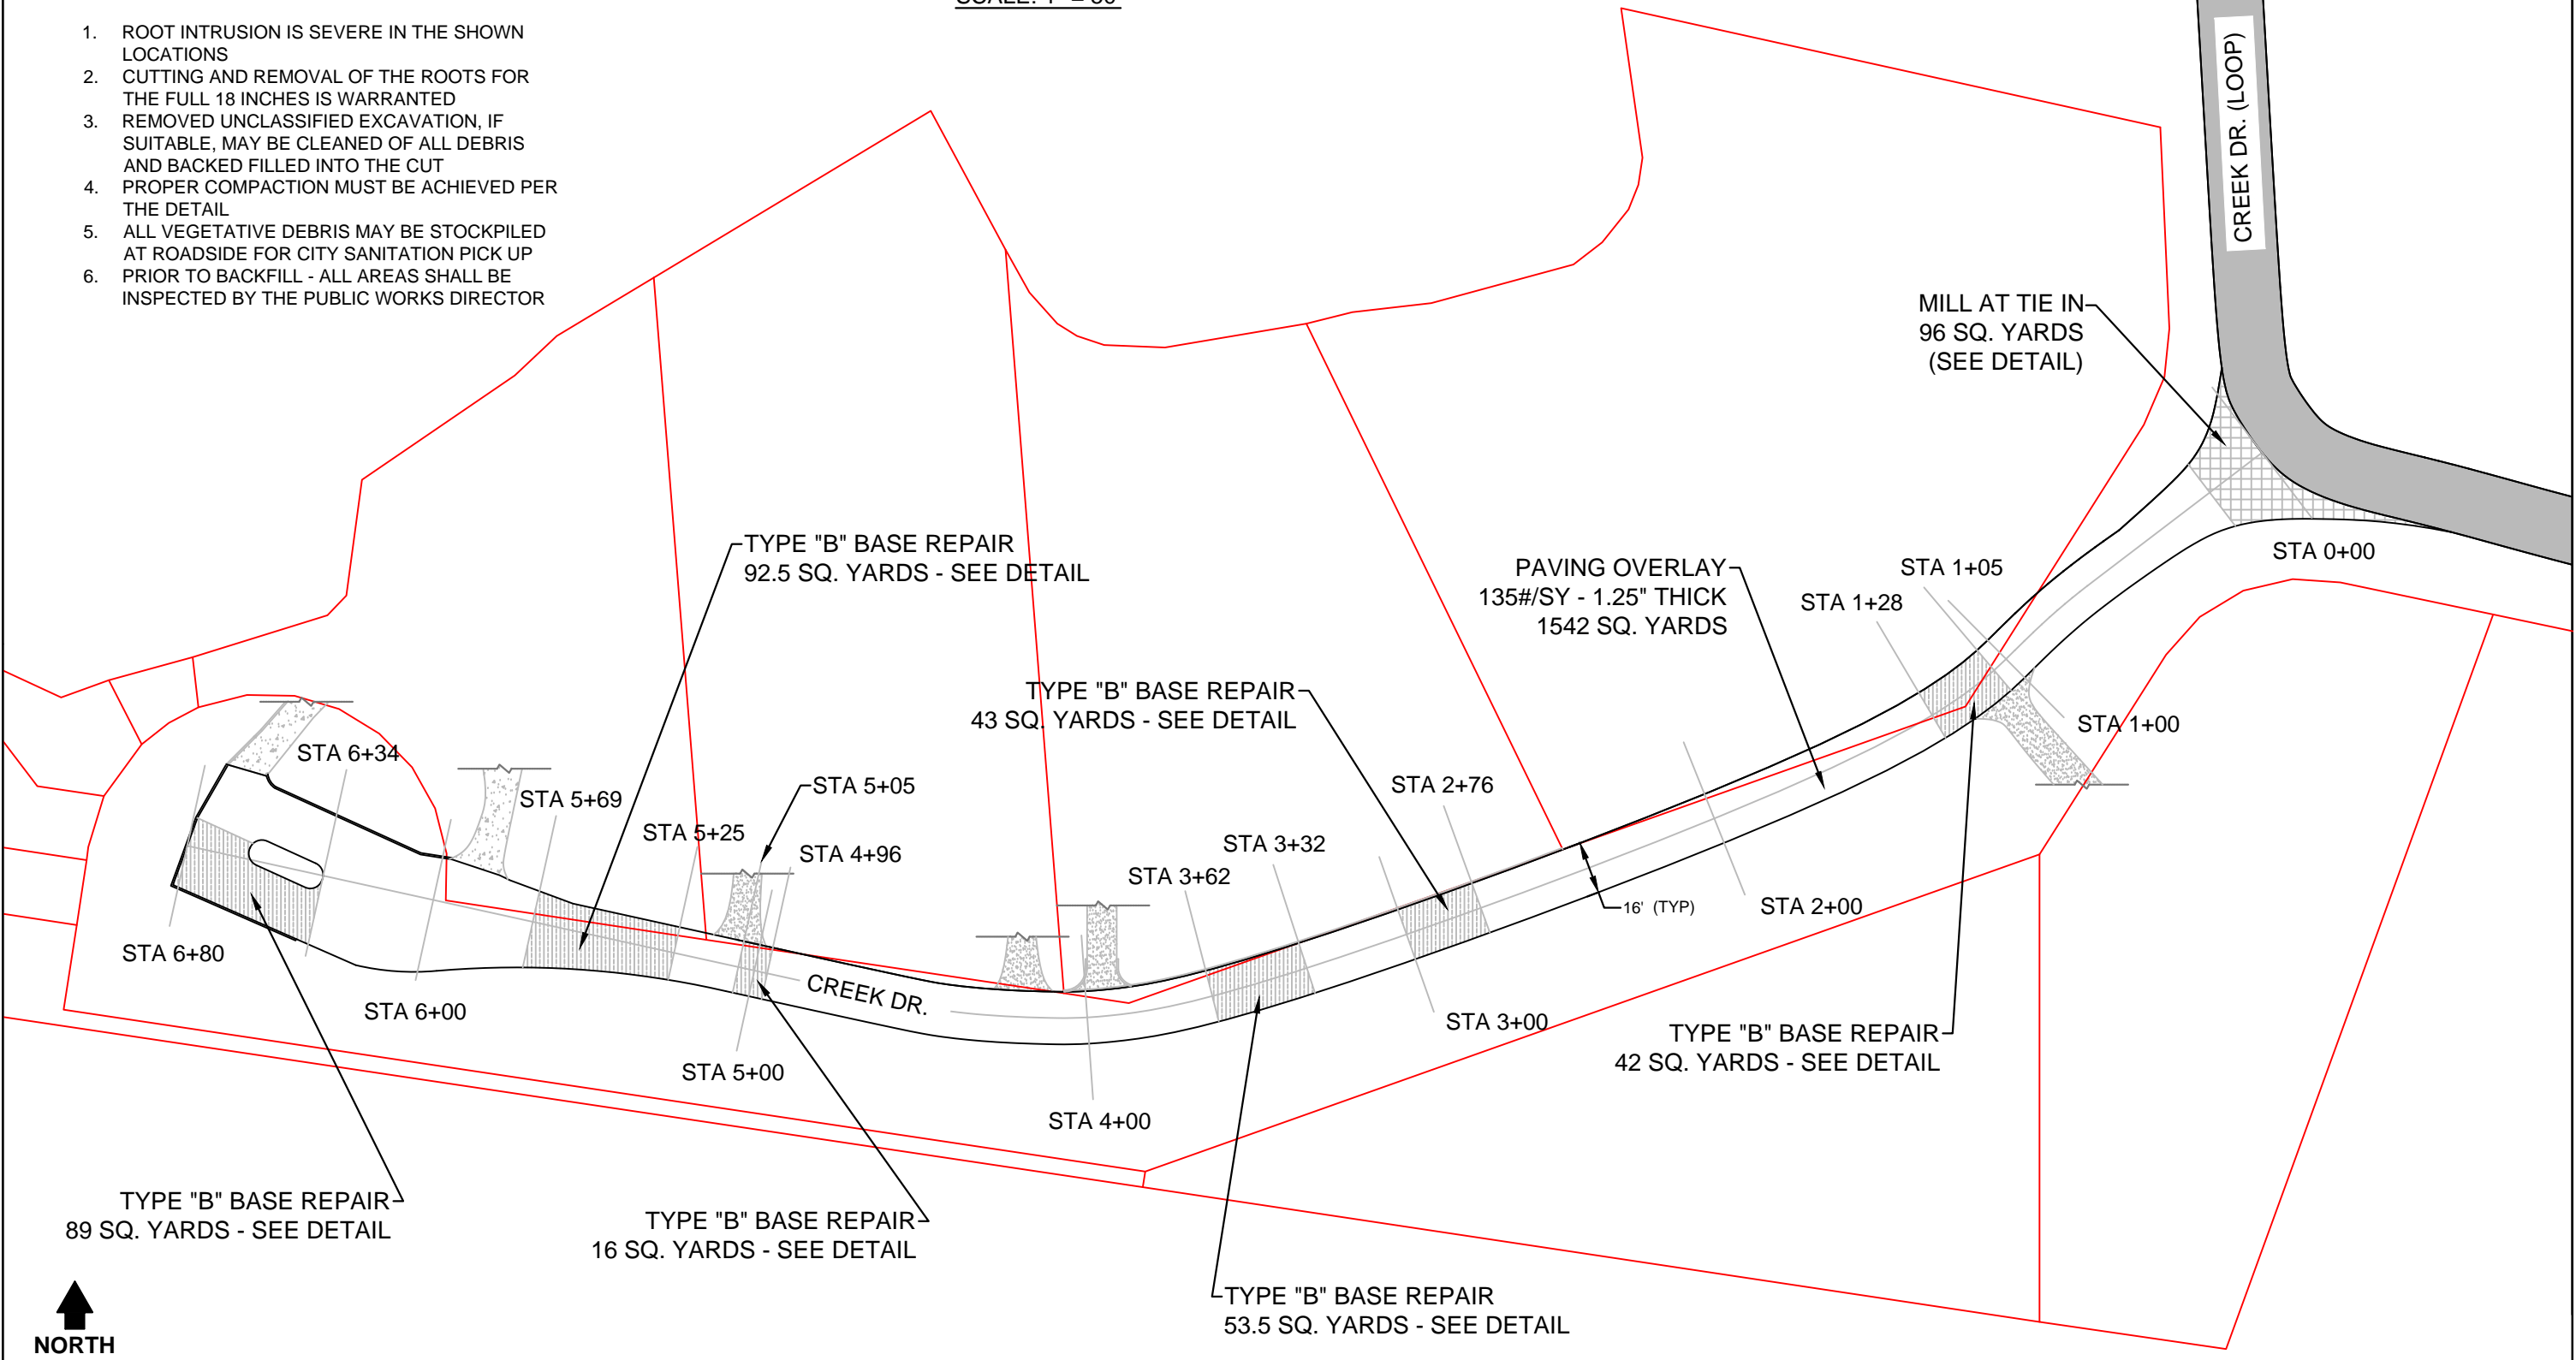 1. ROOT INTRUSION IS SEVERE IN THE SHOWN
LOCATIONS
2. CUTTING AND REMOVAL OF THE ROOTS FOR
THE FULL 18 INCHES IS WARRANTED
3. REMOVED UNCLASSIFIED EXCAVATION, IF
SUITABLE, MAY BE CLEANED OF ALL DEBRIS
AND BACKED FILLED INTO THE CUT
4. PROPER COMPACTION MUST BE ACHIEVED PER
THE DETAIL
5. ALL VEGETATIVE DEBRIS MAY BE STOCKPILED
AT ROADSIDE FOR CITY SANITATION PICK UP
6. PRIOR TO BACKFILL - ALL AREAS SHALL BE
INSPECTED BY THE PUBLIC WORKS DIRECTOR
CREEK DR. (LOOP)
MILL AT TIE IN
96 SQ. YARDS
(SEE DETAIL)
TYPE "B" BASE REPAIR
92.5 SQ. YARDS - SEE DETAIL
PAVING OVERLAY
135#/SY - 1.25" THICK
1542 SQ. YARDS
STA 0+00
STA 1+05
STA 1+28
STA 1+00
TYPE "B" BASE REPAIR
43 SQ. YARDS - SEE DETAIL
STA 6+34
STA 5+69
STA 5+25
STA 5+05
STA 4+96
STA 2+76
STA 3+32
STA 3+62
16' (TYP)
STA 2+00
STA 6+80
STA 6+00
CREEK DR.
STA 5+00
STA 4+00
STA 3+00
TYPE "B" BASE REPAIR
42 SQ. YARDS - SEE DETAIL
TYPE "B" BASE REPAIR
89 SQ. YARDS - SEE DETAIL
TYPE "B" BASE REPAIR
16 SQ. YARDS - SEE DETAIL
TYPE "B" BASE REPAIR
53.5 SQ. YARDS - SEE DETAIL
NORTH